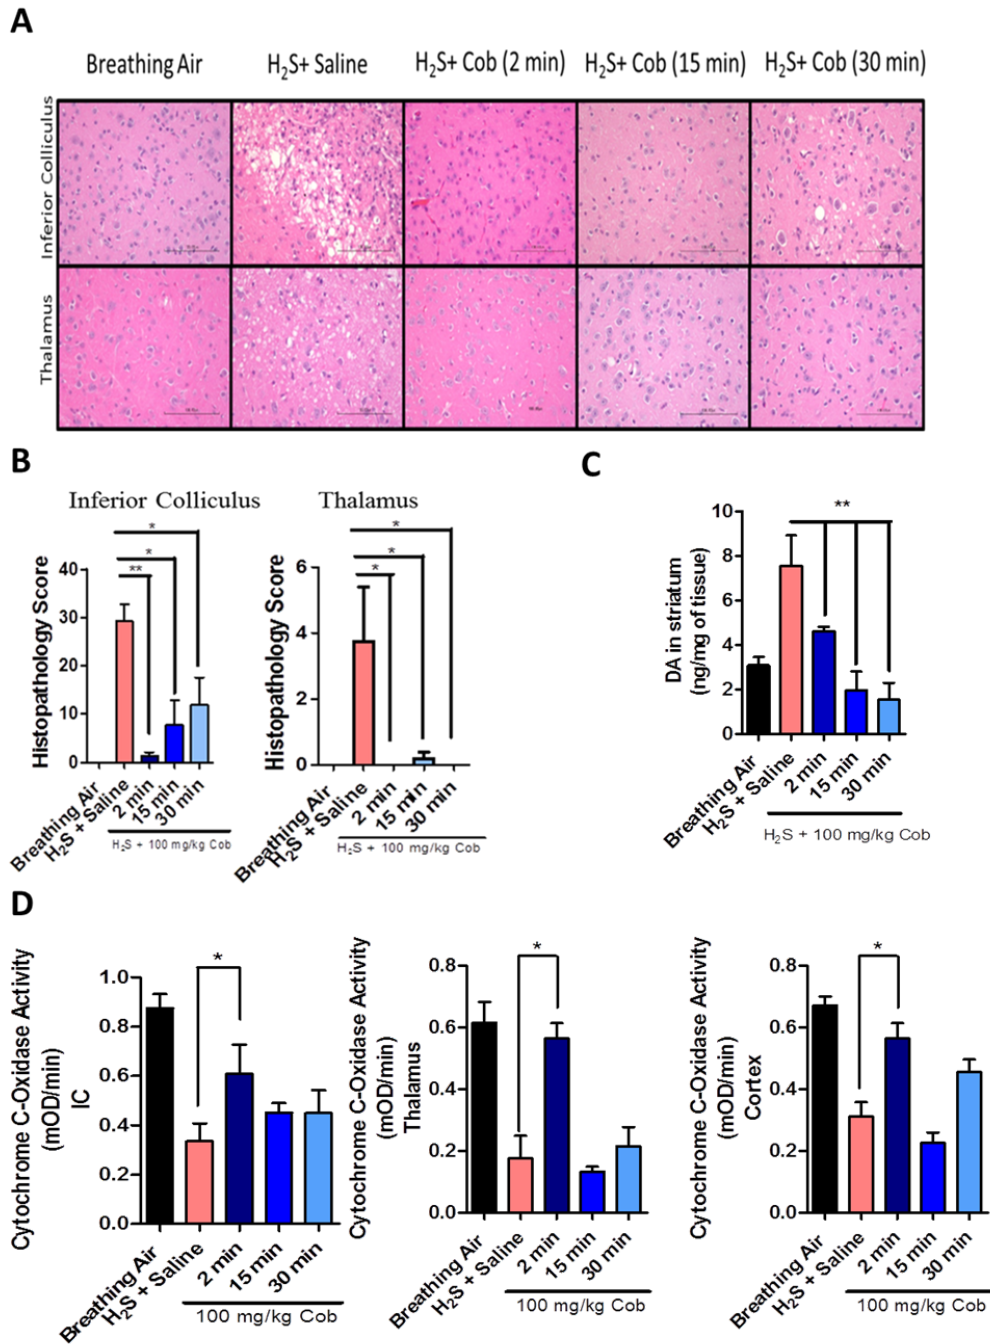 A
Breathing Air
H₂S+ Saline
H₂S+ Cob (2 min)
H₂S+ Cob (15 min)
H₂S+ Cob (30 min)
Inferior Colliculus
Thalamus
B
Inferior Colliculus
Histopathology Score
40
30
20
10
0
**
*
*
Breathing Air
H₂S + Saline
2 min
15 min
30 min
H₂S + 100 mg/kg Cob
Thalamus
Histopathology Score
6
4
2
0
*
*
*
Breathing Air
H₂S + Saline
2 min
15 min
30 min
H₂S + 100 mg/kg Cob
C
DA in striatum
(ng/mg of tissue)
10
8
6
4
2
0
**
Breathing Air
H₂S + Saline
2 min
15 min
30 min
H₂S + 100 mg/kg Cob
D
Cytochrome C-Oxidase Activity
(mOD/min)
IC
1.0
0.8
0.6
0.4
0.2
0.0
*
Breathing Air
H₂S + Saline
2 min
15 min
30 min
100 mg/kg Cob
Cytochrome C-Oxidase Activity
(mOD/min)
Thalamus
0.8
0.6
0.4
0.2
0.0
*
Breathing Air
H₂S + Saline
2 min
15 min
30 min
100 mg/kg Cob
Cytochrome C-Oxidase Activity
(mOD/min)
Cortex
0.8
0.6
0.4
0.2
0.0
*
Breathing Air
H₂S + Saline
2 min
15 min
30 min
100 mg/kg Cob